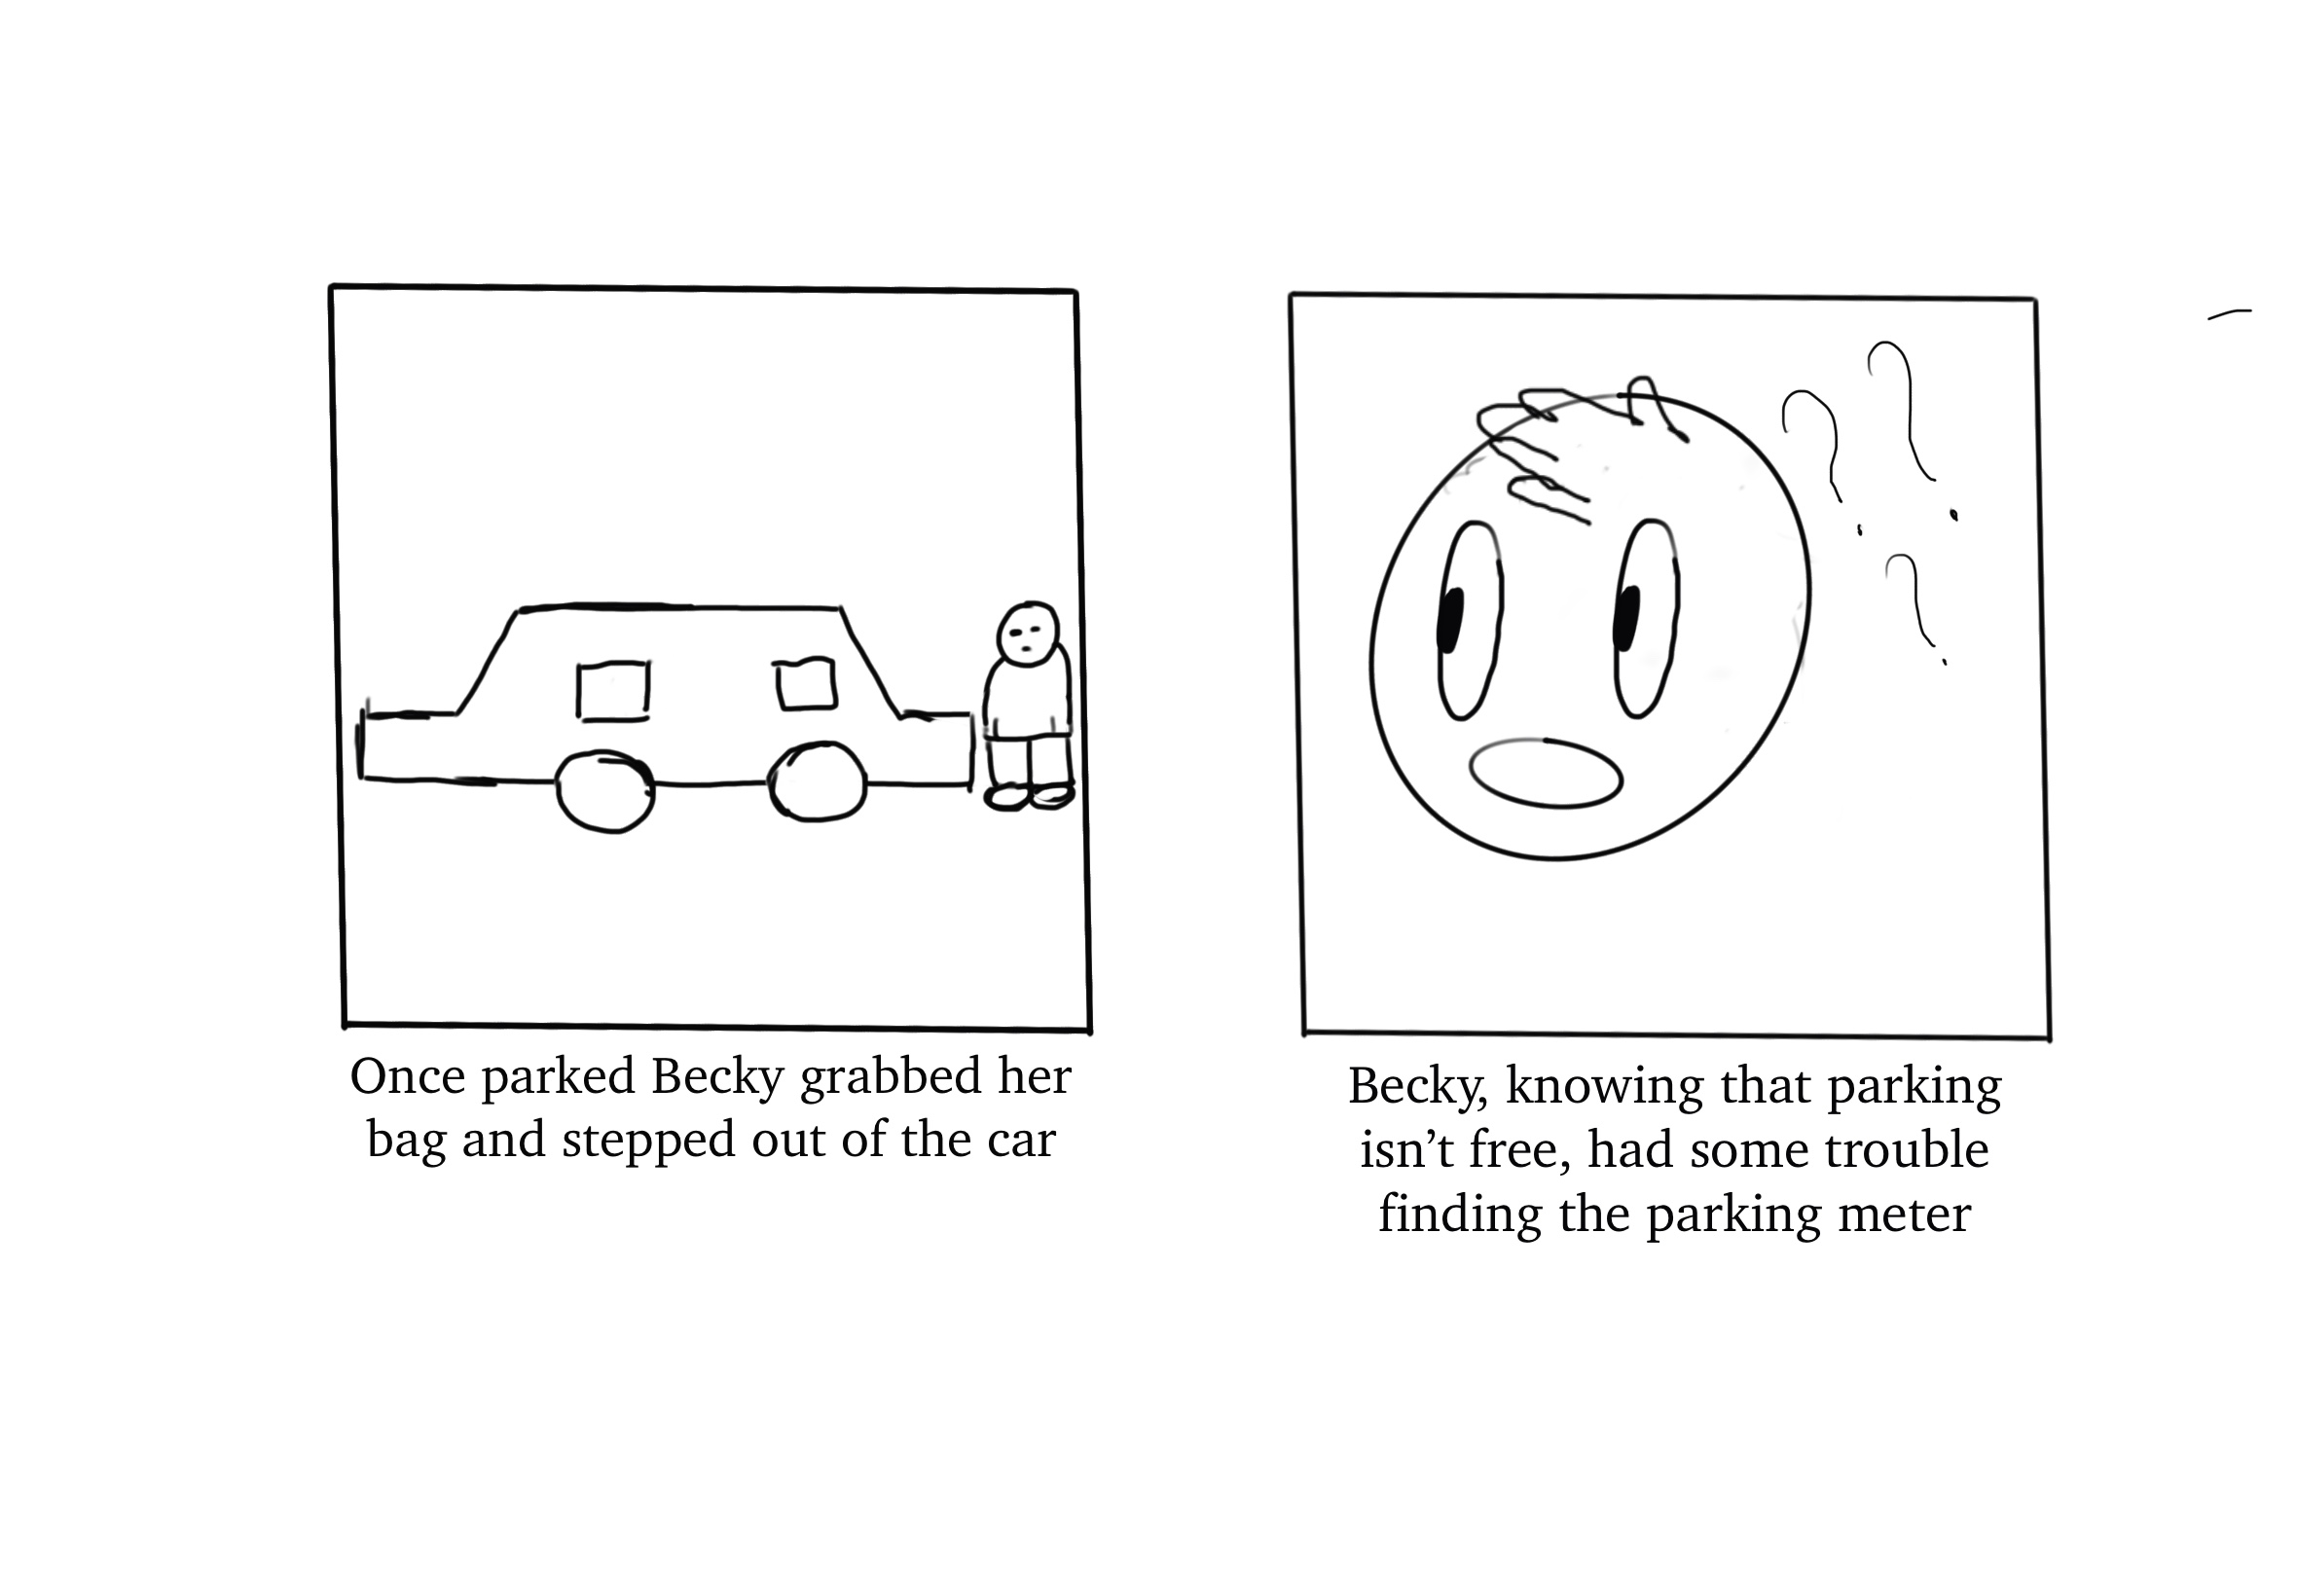 Once parked Becky grabbed her
bag and stepped out of the car
Becky, knowing that parking
isn’t free, had some trouble
finding the parking meter